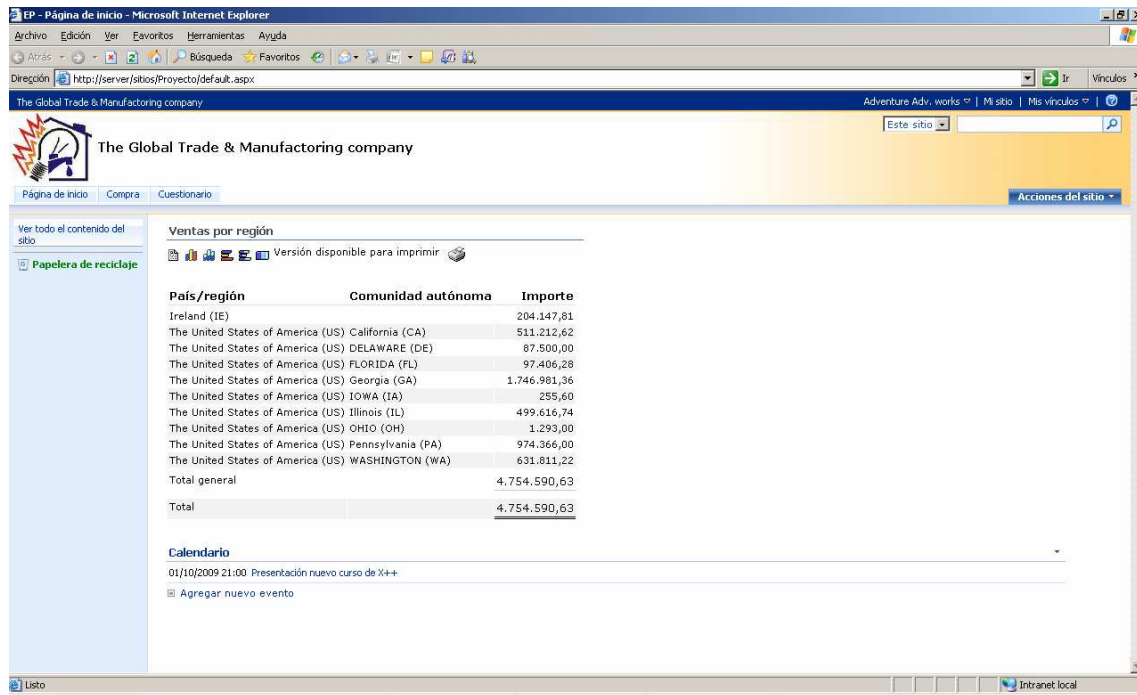 EP - Página de inicio - Microsoft Internet Explorer
Archivo Edición Ver Favoritos Herramientas Ayuda
Atrás Búsqueda Favoritos
Dirección http://server/sitios/Proyecto/default.aspx Ir Vínculos
The Global Trade & Manufactoring company Adventure Adv. works | Mi sitio | Mis vínculos |
Este sitio
The Global Trade & Manufactoring company
Página de inicio Compra Cuestionario Acciones del sitio
Ver todo el contenido del sitio
Papelera de reciclaje
Ventas por región
Versión disponible para imprimir
País/región Comunidad autónoma Importe
Ireland (IE) 204.147,81
The United States of America (US) California (CA) 511.212,62
The United States of America (US) DELAWARE (DE) 87.500,00
The United States of America (US) FLORIDA (FL) 97.406,28
The United States of America (US) Georgia (GA) 1.746.981,36
The United States of America (US) IOWA (IA) 255,60
The United States of America (US) Illinois (IL) 499.616,74
The United States of America (US) OHIO (OH) 1.293,00
The United States of America (US) Pennsylvania (PA) 974.366,00
The United States of America (US) WASHINGTON (WA) 631.811,22
Total general 4.754.590,63
Total 4.754.590,63
Calendario
01/10/2009 21:00 Presentación nuevo curso de X++
Agregar nuevo evento
Listo Intranet local